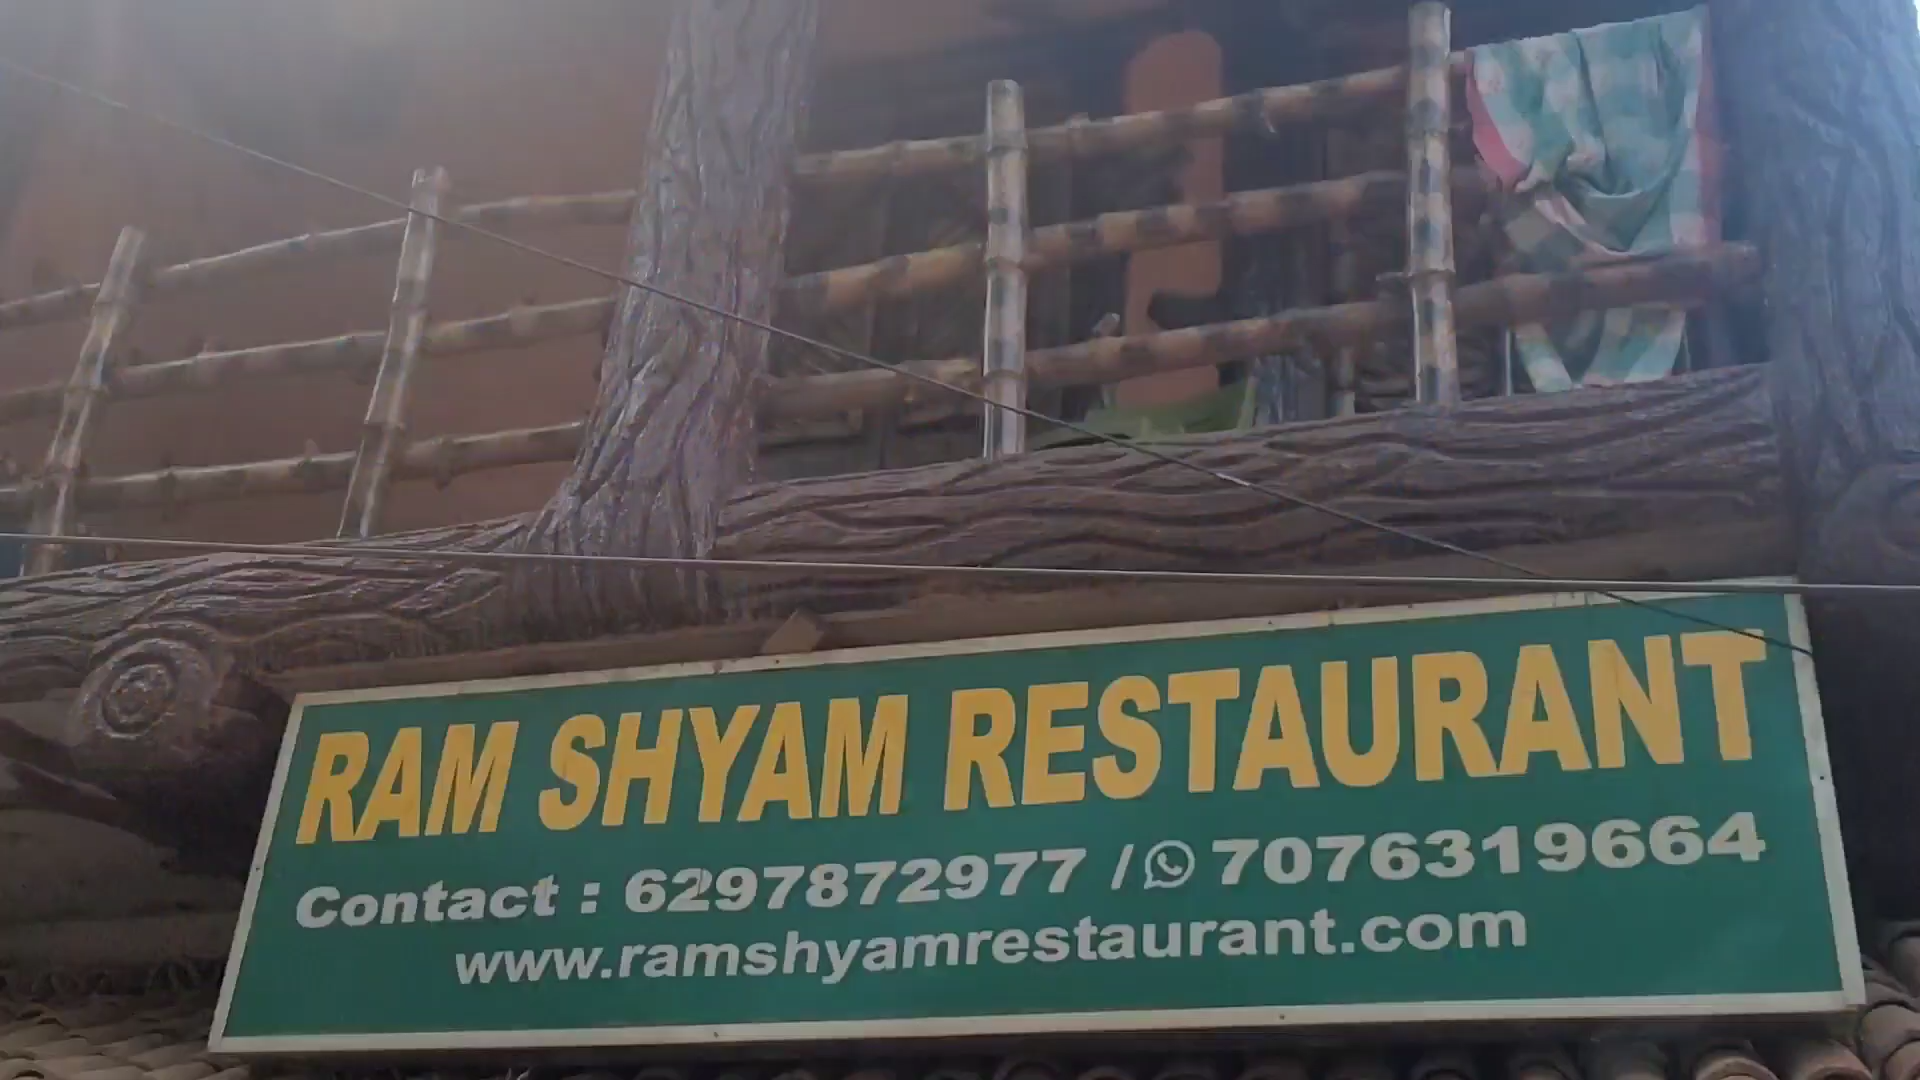 RAM SHYAM RESTAURANT
Contact : 6297872977 / 7076319664
www.ramshyamrestaurant.com